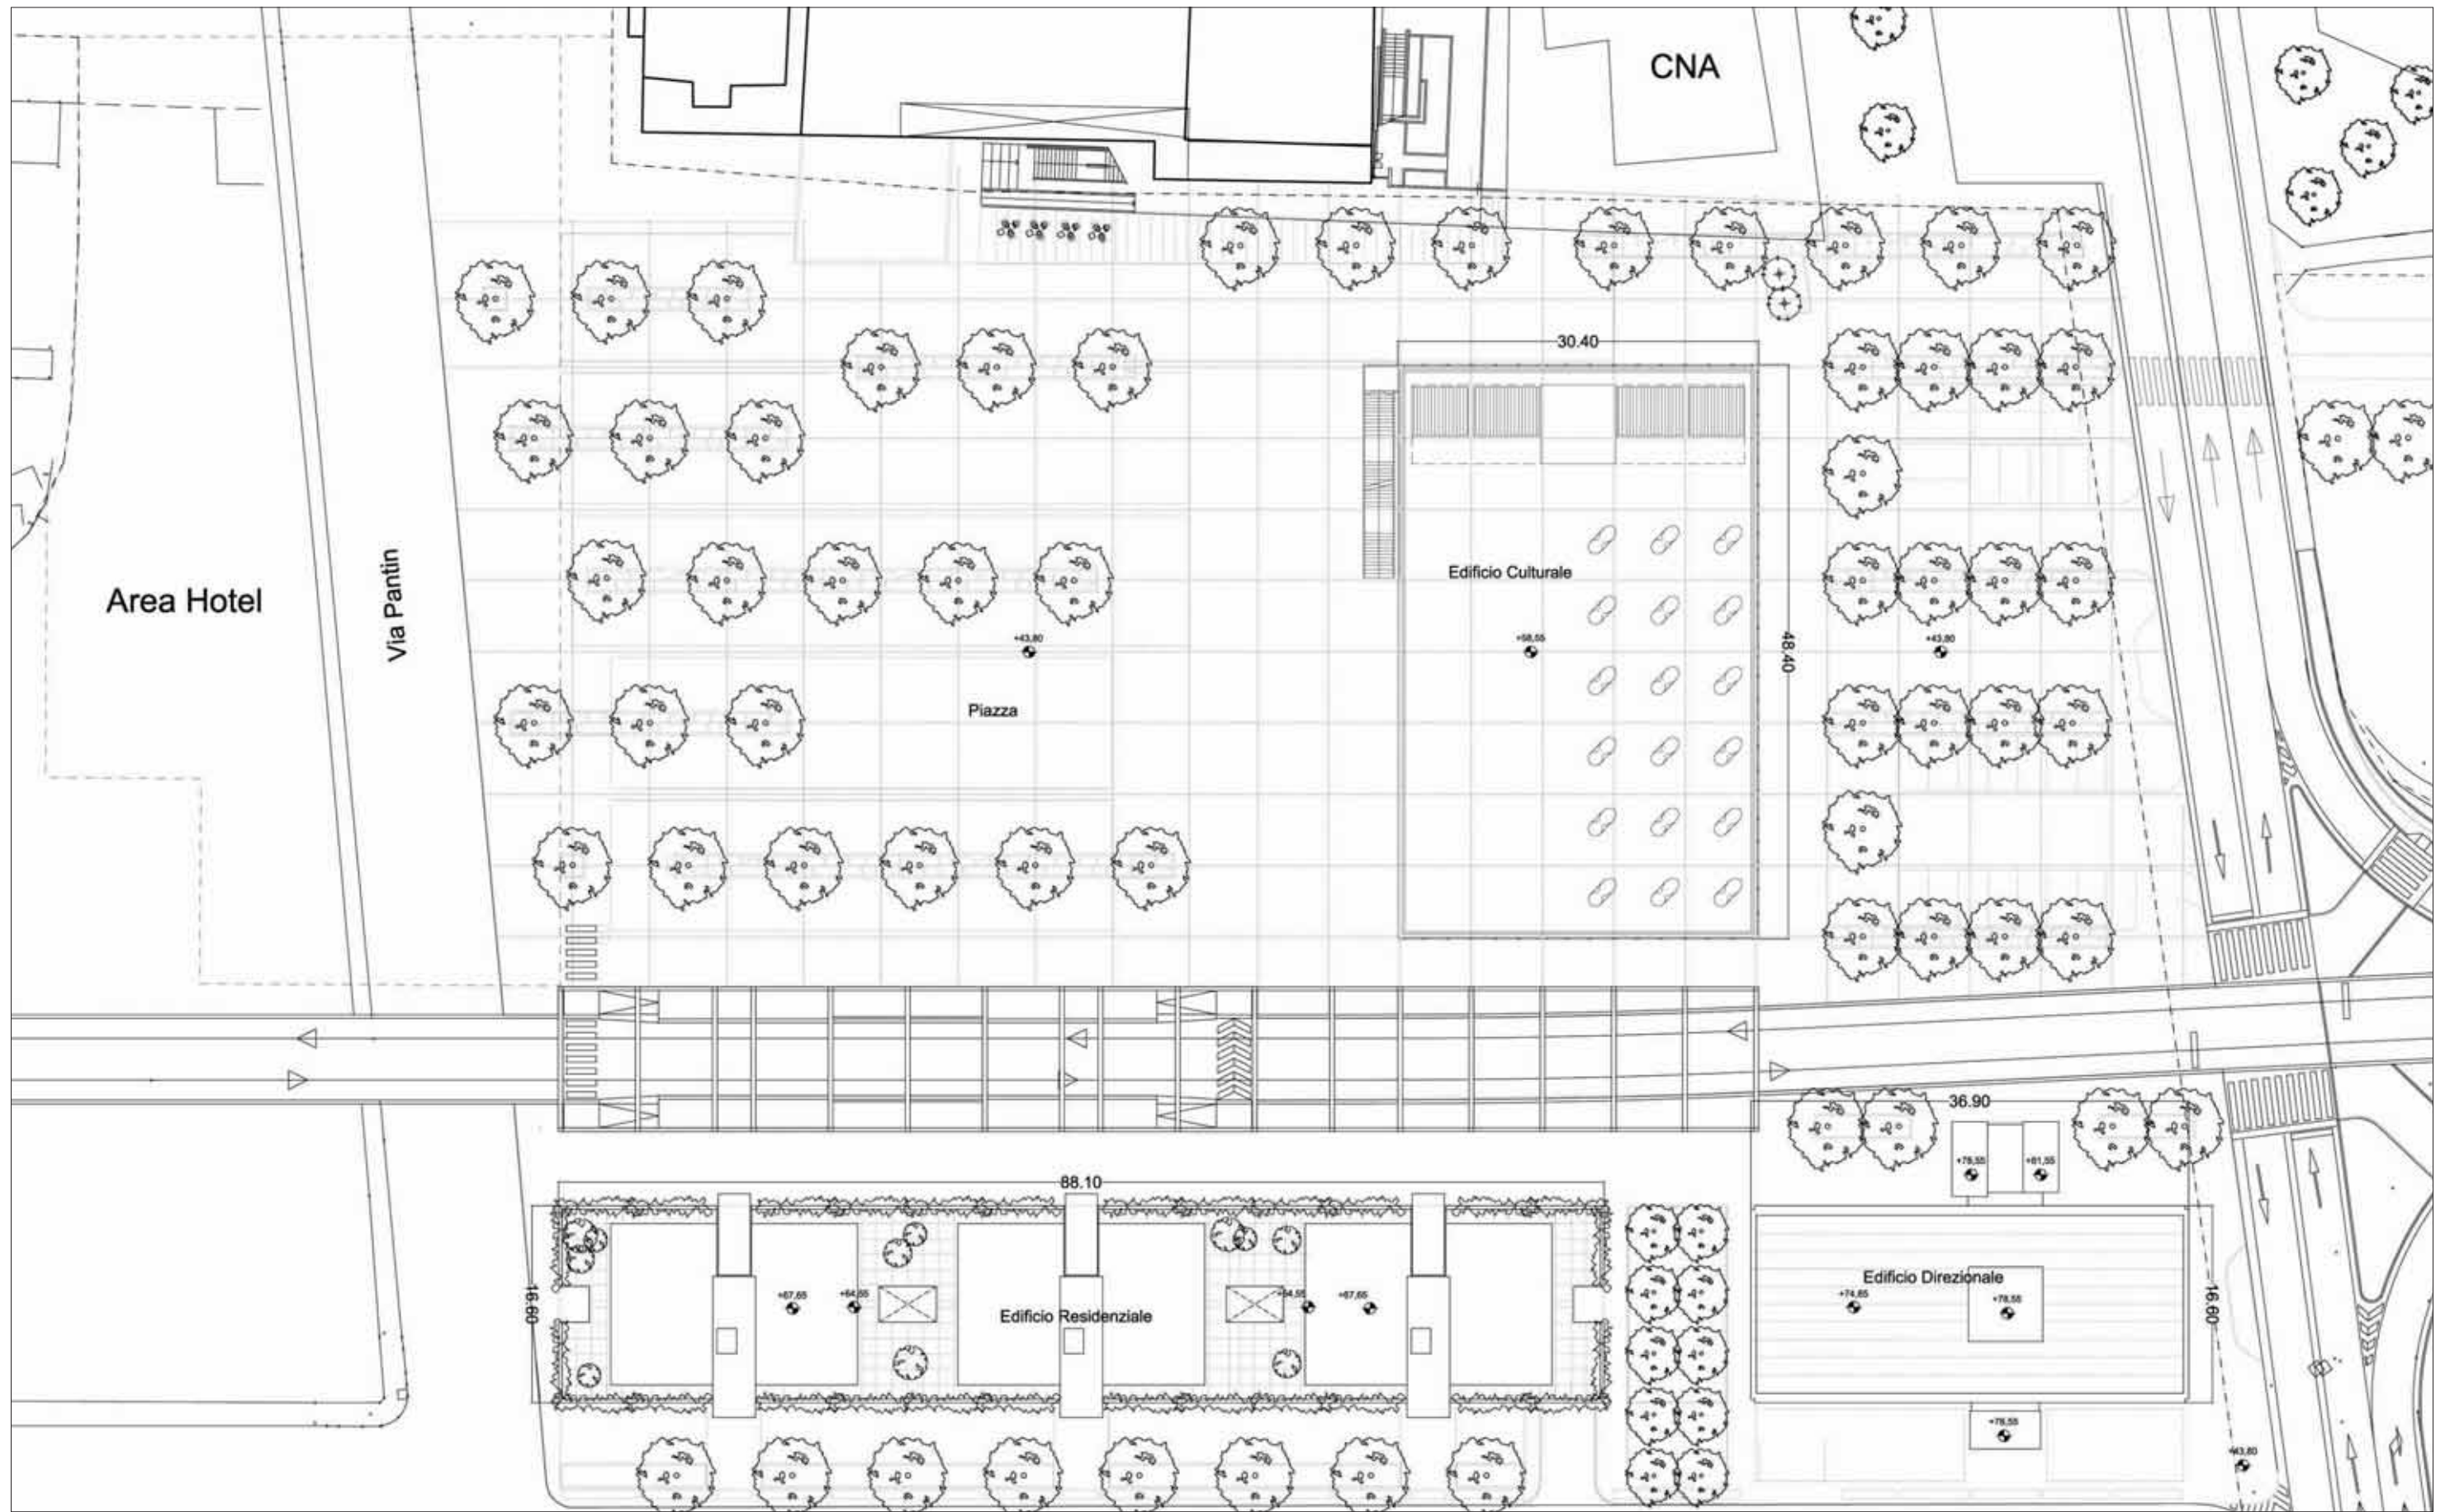 CNA
30.40
Area Hotel
Via Pantin
Edificio Culturale
+43,80
+58,55
48.40
+43,80
Piazza
36.90
+78,55
+81,55
88.10
16.60
+67,65
+64,55
Edificio Residenziale
+64,55
+67,65
Edificio Direzionale
+74,65
+78,55
16.60
+78,55
+43,80